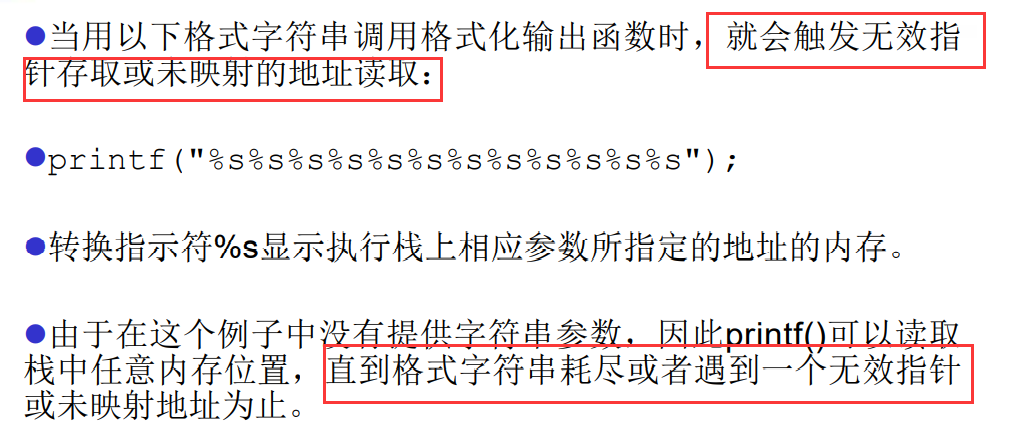 ●当用以下格式字符串调用格式化输出函数时，就会触发无效指
针存取或未映射的地址读取：
●printf("%s%s%s%s%s%s%s%s%s%s%s%s");
●转换指示符%s显示执行栈上相应参数所指定的地址的内存。
●由于在这个例子中没有提供字符串参数，因此printf()可以读取
栈中任意内存位置，直到格式字符串耗尽或者遇到一个无效指针
或未映射地址为止。